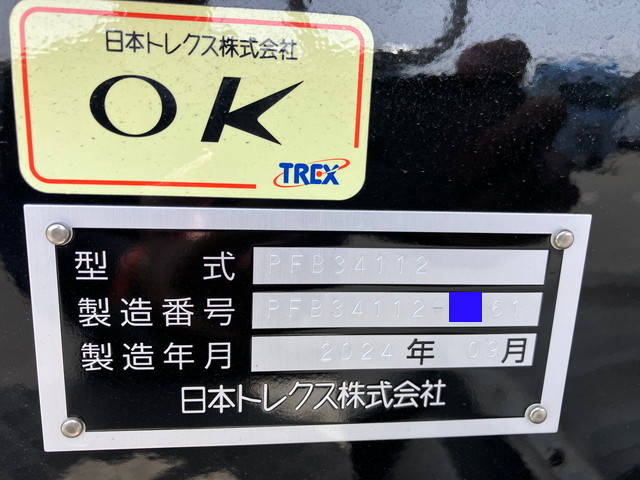 日本トレクス株式会社
OK
TREX
型式 PFB34112
製造番号 PFB34112-61
製造年月 2024年 03月
日本トレクス株式会社